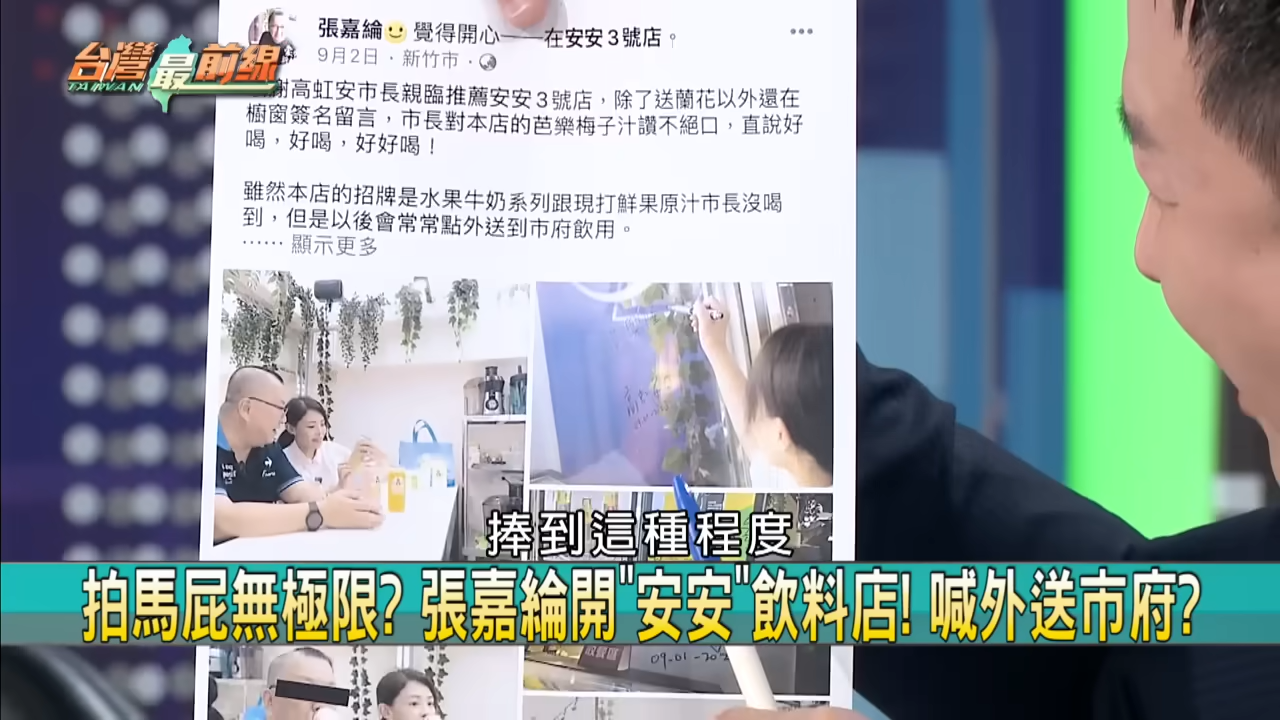 台灣最前線
TAIWAN
張嘉綸 覺得開心——在安安3號店。
9月2日·新竹市·
謝高虹安市長親臨推薦安安3號店，除了送蘭花以外還在
櫥窗簽名留言，市長對本店的芭樂梅子汁讚不絕口，直說好
喝，好喝，好好喝！
雖然本店的招牌是水果牛奶系列跟現打鮮果原汁市長沒喝
到，但是以後會常常點外送到市府飲用。
…… 顯示更多
捧到這種程度
拍馬屁無極限? 張嘉綸開"安安"飲料店! 喊外送市府?